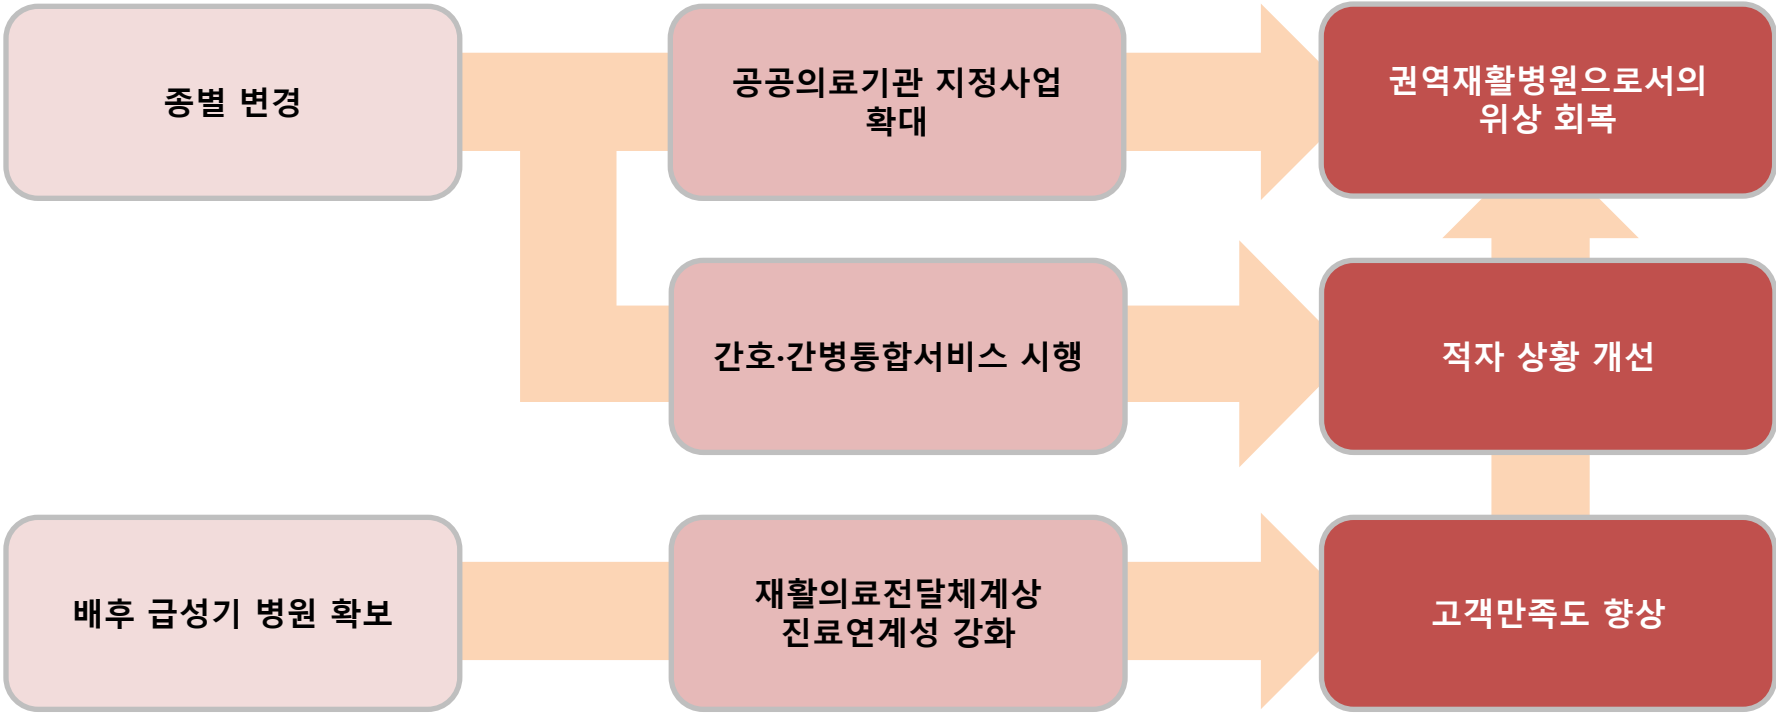 종별 변경
공공의료기관 지정사업
확대
권역재활병원으로서의
위상 회복
간호·간병통합서비스 시행
적자 상황 개선
배후 급성기 병원 확보
재활의료전달체계상
진료연계성 강화
고객만족도 향상